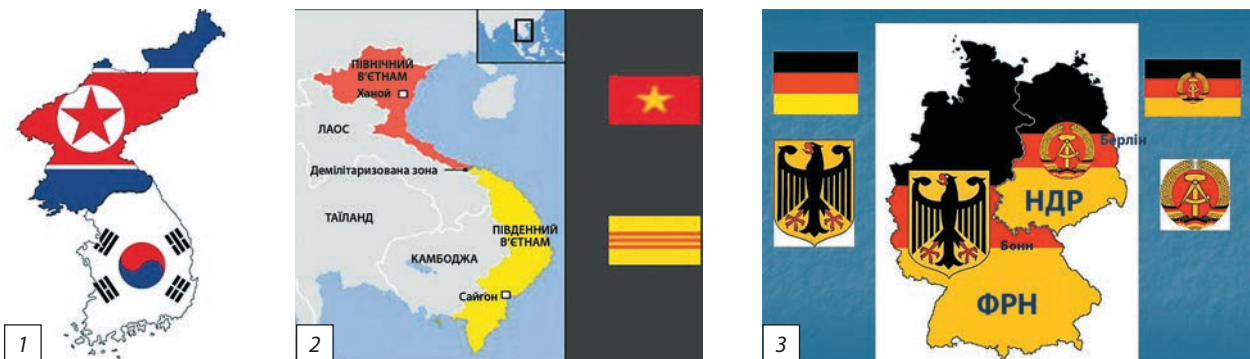 1
ПІВНІЧНИЙ
В'ЄТНАМ
Ханой
ЛАОС
Демілітаризована зона
ТАЇЛАНД
ПІВДЕННИЙ
В'ЄТНАМ
КАМБОДЖА
Сайгон
2
Берлін
НДР
Бонн
ФРН
3